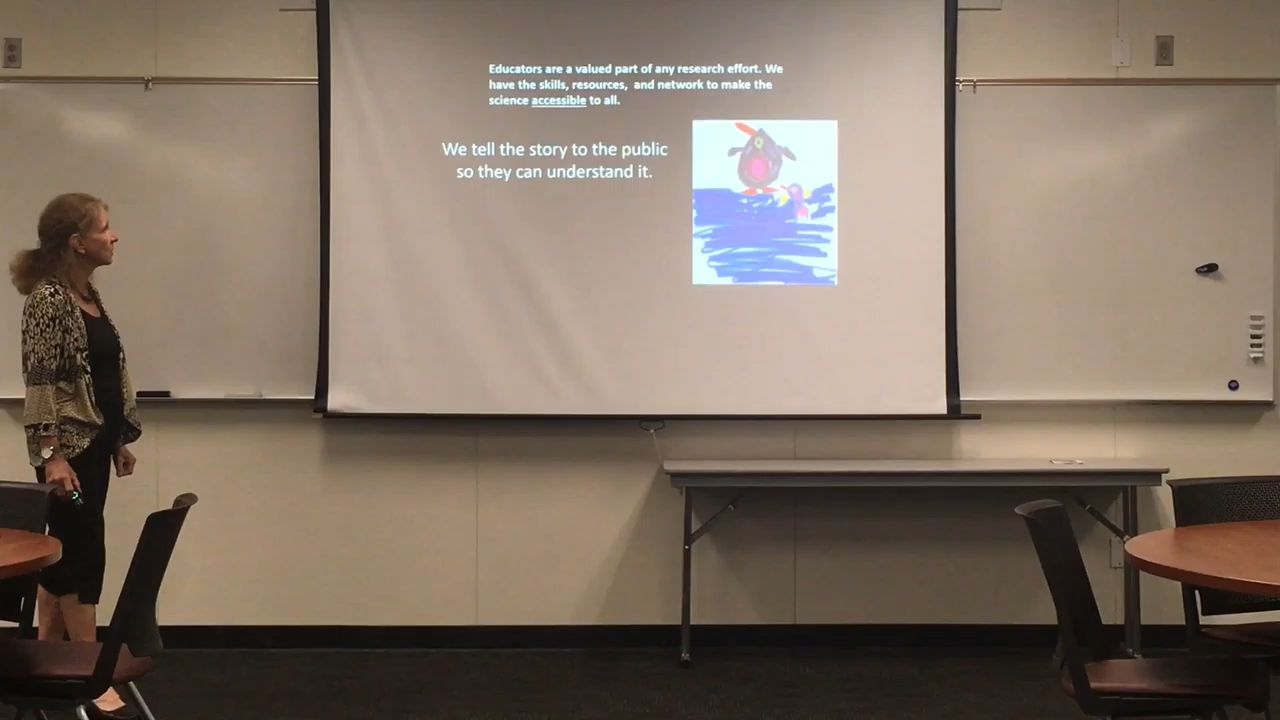 Educators are a valued part of any research effort. We
have the skills, resources, and network to make the
science accessible to all.
We tell the story to the public
so they can understand it.